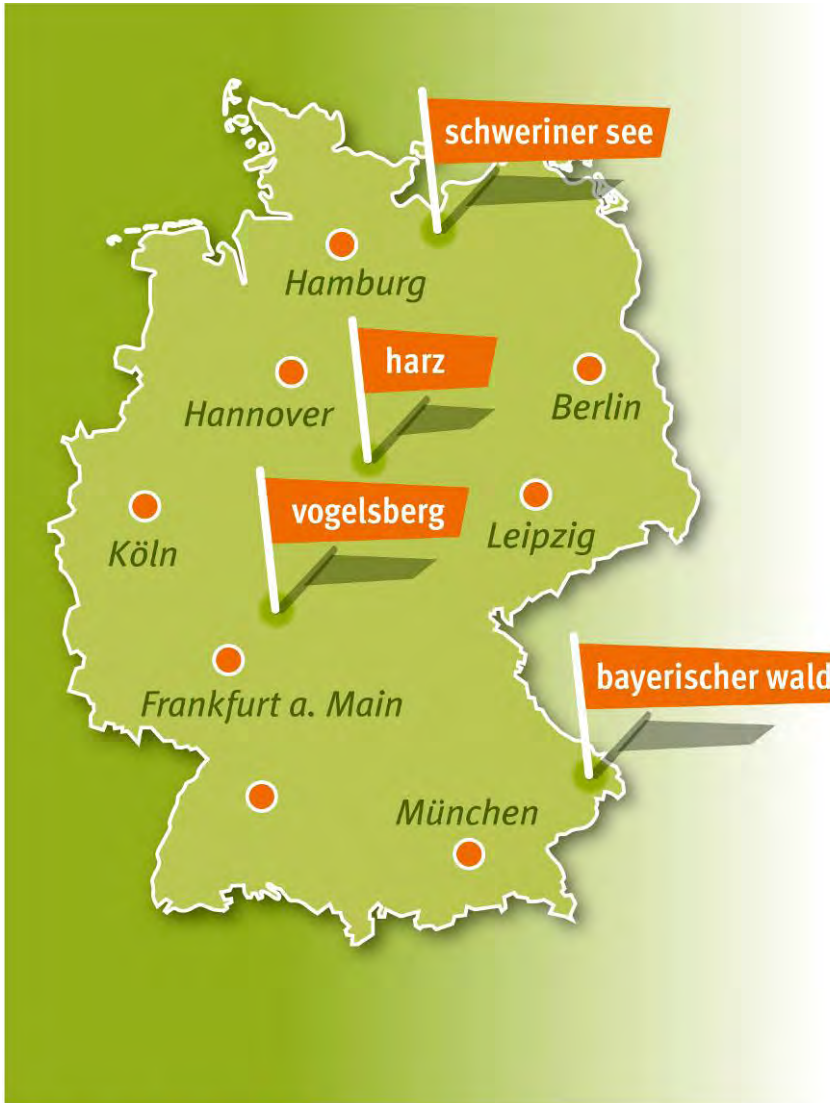 schweriner see
Hamburg
harz
Hannover
Berlin
vogelsberg
Köln
Leipzig
bayerischer wald
Frankfurt a. Main
München